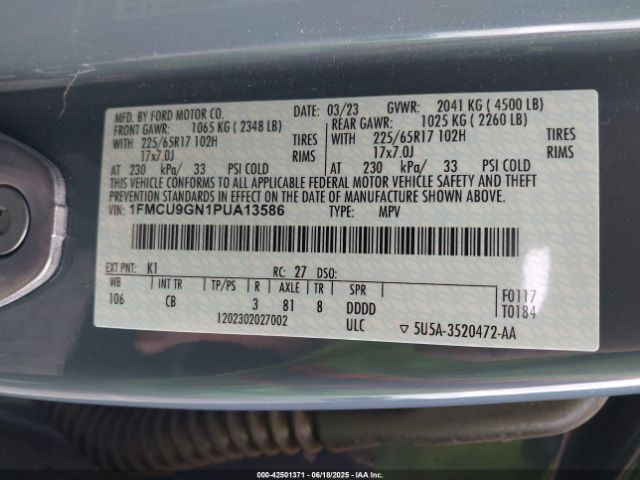 MFD. BY FORD MOTOR CO. DATE: 03/23 GVWR: 2041 KG ( 4500 LB)
FRONT GAWR: 1065 KG ( 2348 LB) REAR GAWR: 1025 KG ( 2260 LB)
WITH 225/65R17 102H TIRES WITH 225/65R17 102H TIRES
17x7.0J RIMS 17x7.0J RIMS
AT 230 kPa/ 33 PSI COLD AT 230 kPa/ 33 PSI COLD
THIS VEHICLE CONFORMS TO ALL APPLICABLE FEDERAL MOTOR VEHICLE SAFETY AND THEFT
PREVENTION STANDARDS IN EFFECT ON THE DATE OF MANUFACTURE SHOWN ABOVE.
VIN: 1FMCU9GN1PUA13586 TYPE: MPV
EXT PNT: K1 RC: 27 DSO:
WB INT TR TP/PS R AXLE TR SPR F0117
106 CB 3 81 8 DDDD T0184
1202302027002 ULC ▽ 5U5A-3520472-AA
000-42501371 - 06/18/2025 - IAAI.COM